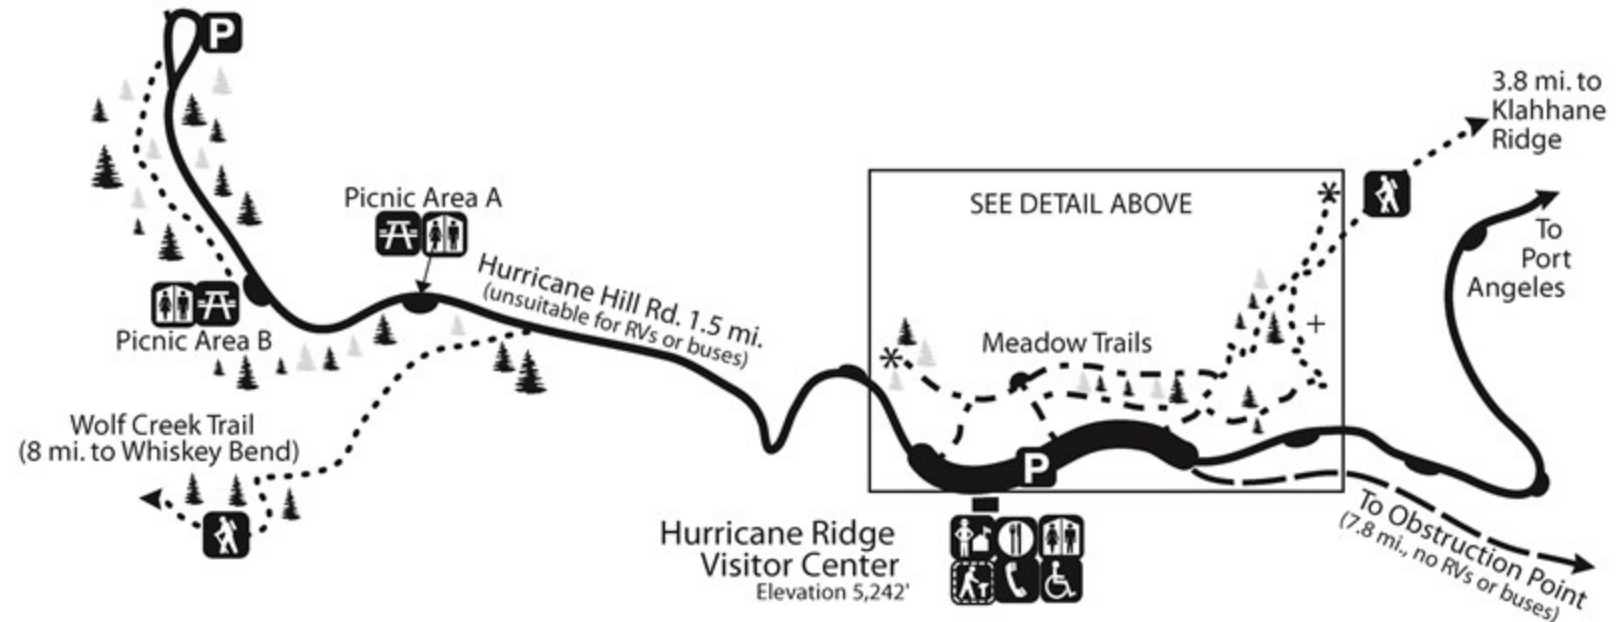 P
3.8 mi. to
Klahhane
Ridge
Picnic Area A
SEE DETAIL ABOVE
To
Port
Angeles
Hurricane Hill Rd. 1.5 mi.
(unsuitable for RVs or buses)
Picnic Area B
Meadow Trails
Wolf Creek Trail
(8 mi. to Whiskey Bend)
P
Hurricane Ridge
Visitor Center
Elevation 5,242'
To Obstruction Point
(7.8 mi., no RVs or buses)